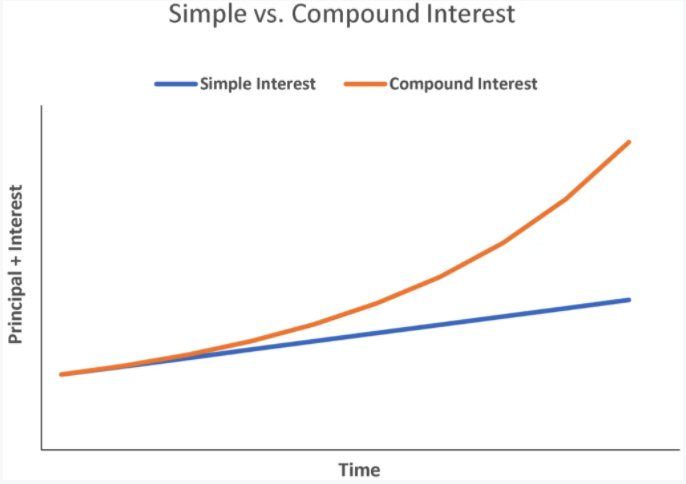 Simple vs. Compound Interest
Simple Interest Compound Interest
Principal + Interest
Time